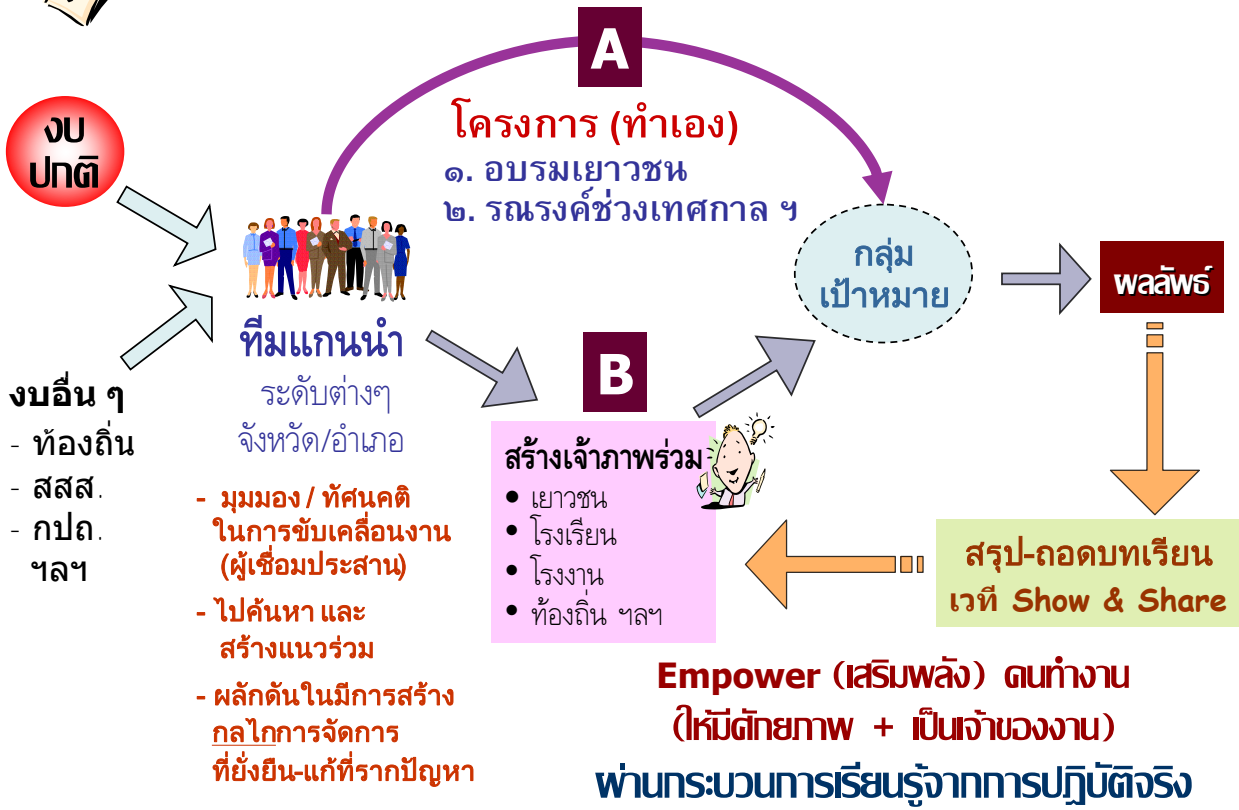 A
โครงการ (ทำเอง)
๑. อบรมเยาวชน
๒. รณรงค์ช่วงเทศกาล ฯ
งบ
ปกติ
งบอื่น ๆ
- ท้องถิ่น
- สสส.
- กปถ.
ฯลฯ
ทีมแกนนำ
ระดับต่างๆ
จังหวัด/อำเภอ
- มุมมอง / ทัศนคติ
ในการขับเคลื่อนงาน
(ผู้เชื่อมประสาน)
- ไปค้นหา และ
สร้างแนวร่วม
- ผลักดันในมีการสร้าง
กลไกการจัดการ
ที่ยั่งยืน-แก้ที่รากปัญหา
B
สร้างเจ้าภาพร่วม
• เยาวชน
• โรงเรียน
• โรงงาน
• ท้องถิ่น ฯลฯ
กลุ่ม
เป้าหมาย
ผลลัพธ์
สรุป-ถอดบทเรียน
เวที Show & Share
Empower (เสริมพลัง) คนทำงาน
(ให้มีศักยภาพ + เป็นเจ้าของงาน)
ผ่านกระบวนการเรียนรู้จากการปฏิบัติจริง